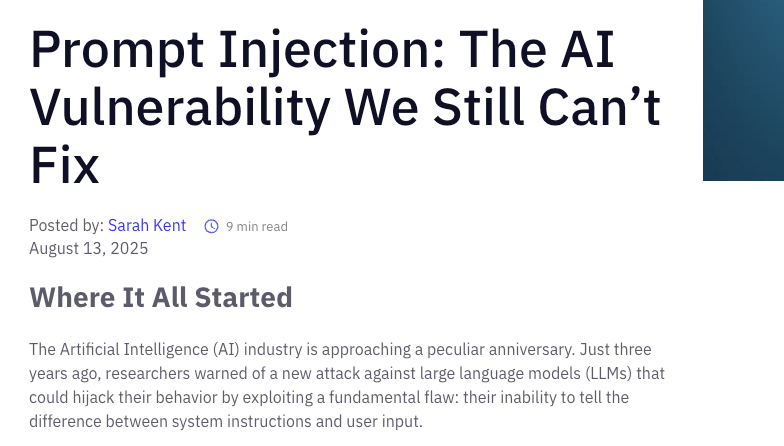 Prompt Injection: The AI
Vulnerability We Still Can’t
Fix
Posted by: Sarah Kent 9 min read
August 13, 2025
Where It All Started
The Artificial Intelligence (AI) industry is approaching a peculiar anniversary. Just three
years ago, researchers warned of a new attack against large language models (LLMs) that
could hijack their behavior by exploiting a fundamental flaw: their inability to tell the
difference between system instructions and user input.